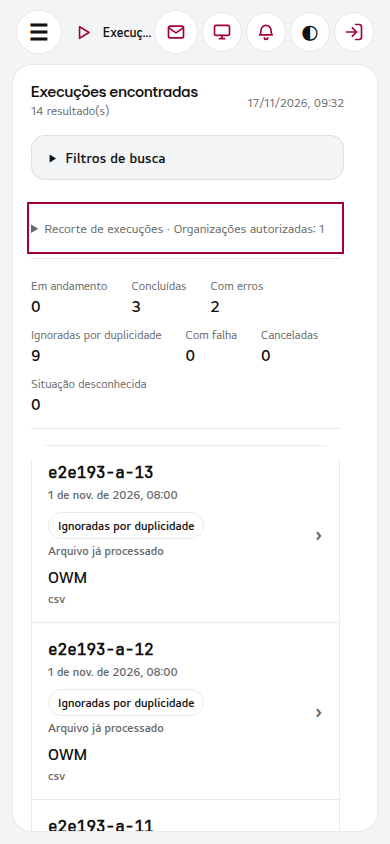 Execuç...
Execuções encontradas
14 resultado(s)
17/11/2026, 09:32
Filtros de busca
Recorte de execuções · Organizações autorizadas: 1
Em andamento Concluídas Com erros
0 3 2
Ignoradas por duplicidade Com falha Canceladas
9 0 0
Situação desconhecida
0
e2e193-a-13
1 de nov. de 2026, 08:00
Ignoradas por duplicidade
Arquivo já processado
OWM
csv
e2e193-a-12
1 de nov. de 2026, 08:00
Ignoradas por duplicidade
Arquivo já processado
OWM
csv
e2e193-a-11